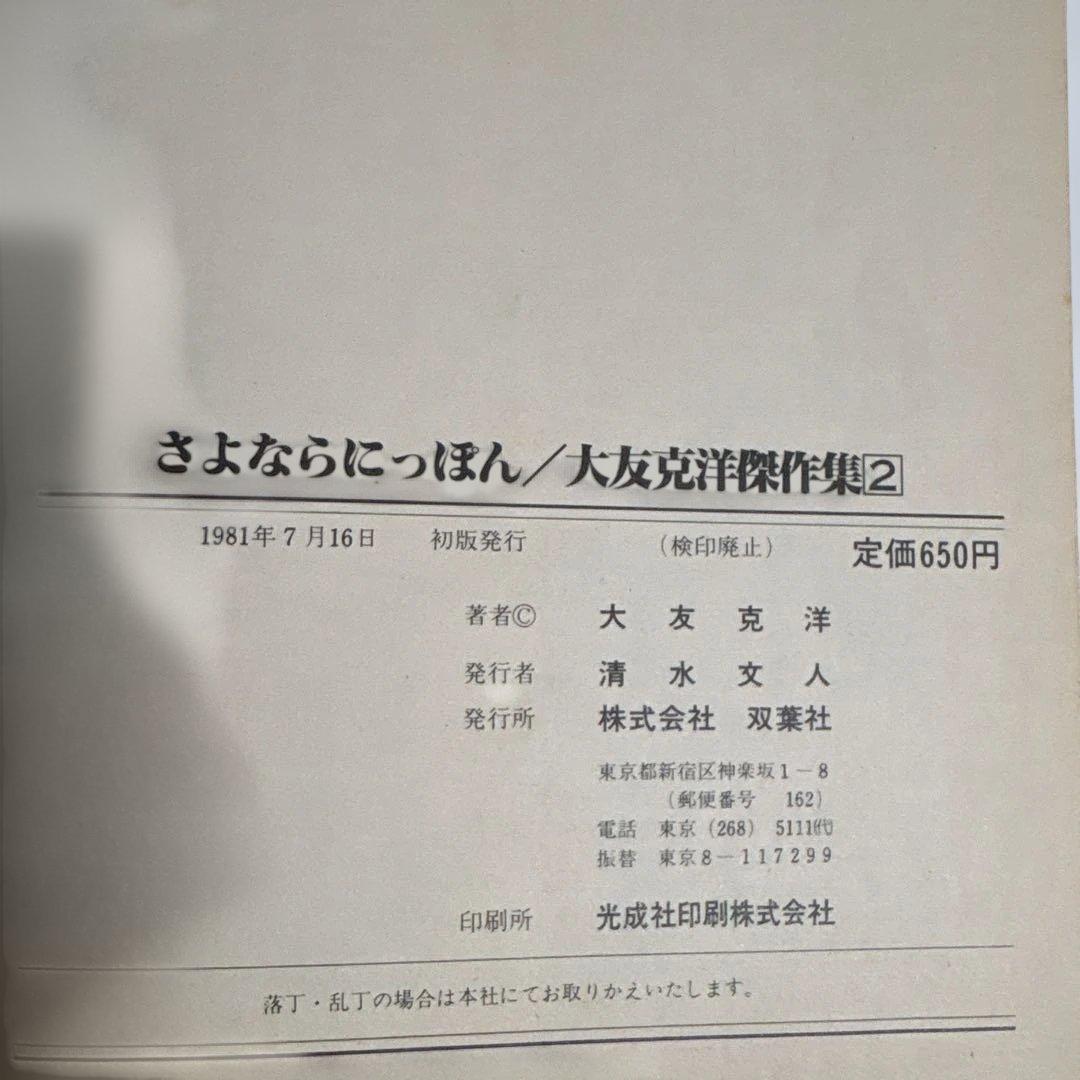 さよならにっぽん／大友克洋傑作集2
1981年7月16日 初版発行 （検印廃止） 定価650円
著者Ⓒ 大友克洋
発行者 清水文人
発行所 株式会社 双葉社
東京都新宿区神楽坂1－8
（郵便番号 162）
電話 東京（268）5111㈹
振替 東京8－117299
印刷所 光成社印刷株式会社
落丁・乱丁の場合は本社にてお取りかえいたします。